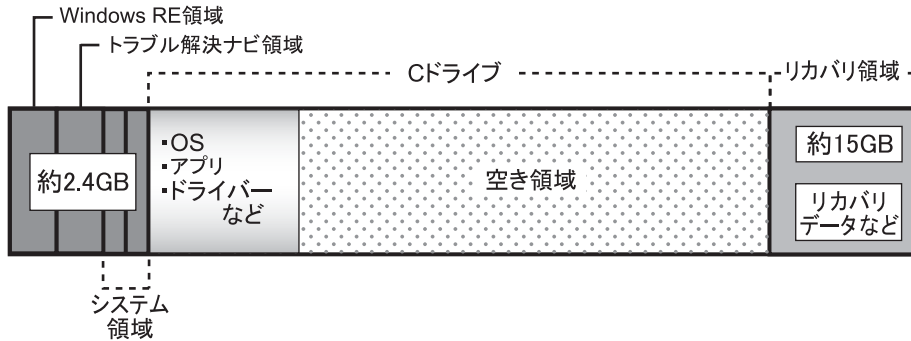 Windows RE領域
トラブル解決ナビ領域
Cドライブ
リカバリ領域
約2.4GB
▪OS
▪アプリ
▪ドライバー
など
空き領域
約15GB
リカバリ
データなど
システム
領域